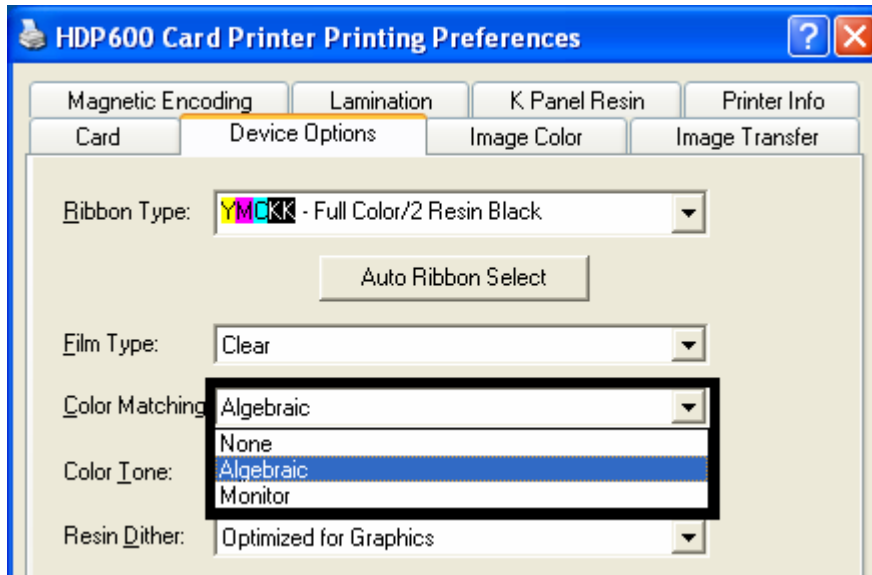 HDP600 Card Printer Printing Preferences
Magnetic Encoding Lamination K Panel Resin Printer Info
Card Device Options Image Color Image Transfer
Ribbon Type: YMCKK - Full Color/2 Resin Black
Auto Ribbon Select
Film Type: Clear
Color Matching Algebraic
None
Color Tone: Algebraic
Monitor
Resin Dither: Optimized for Graphics